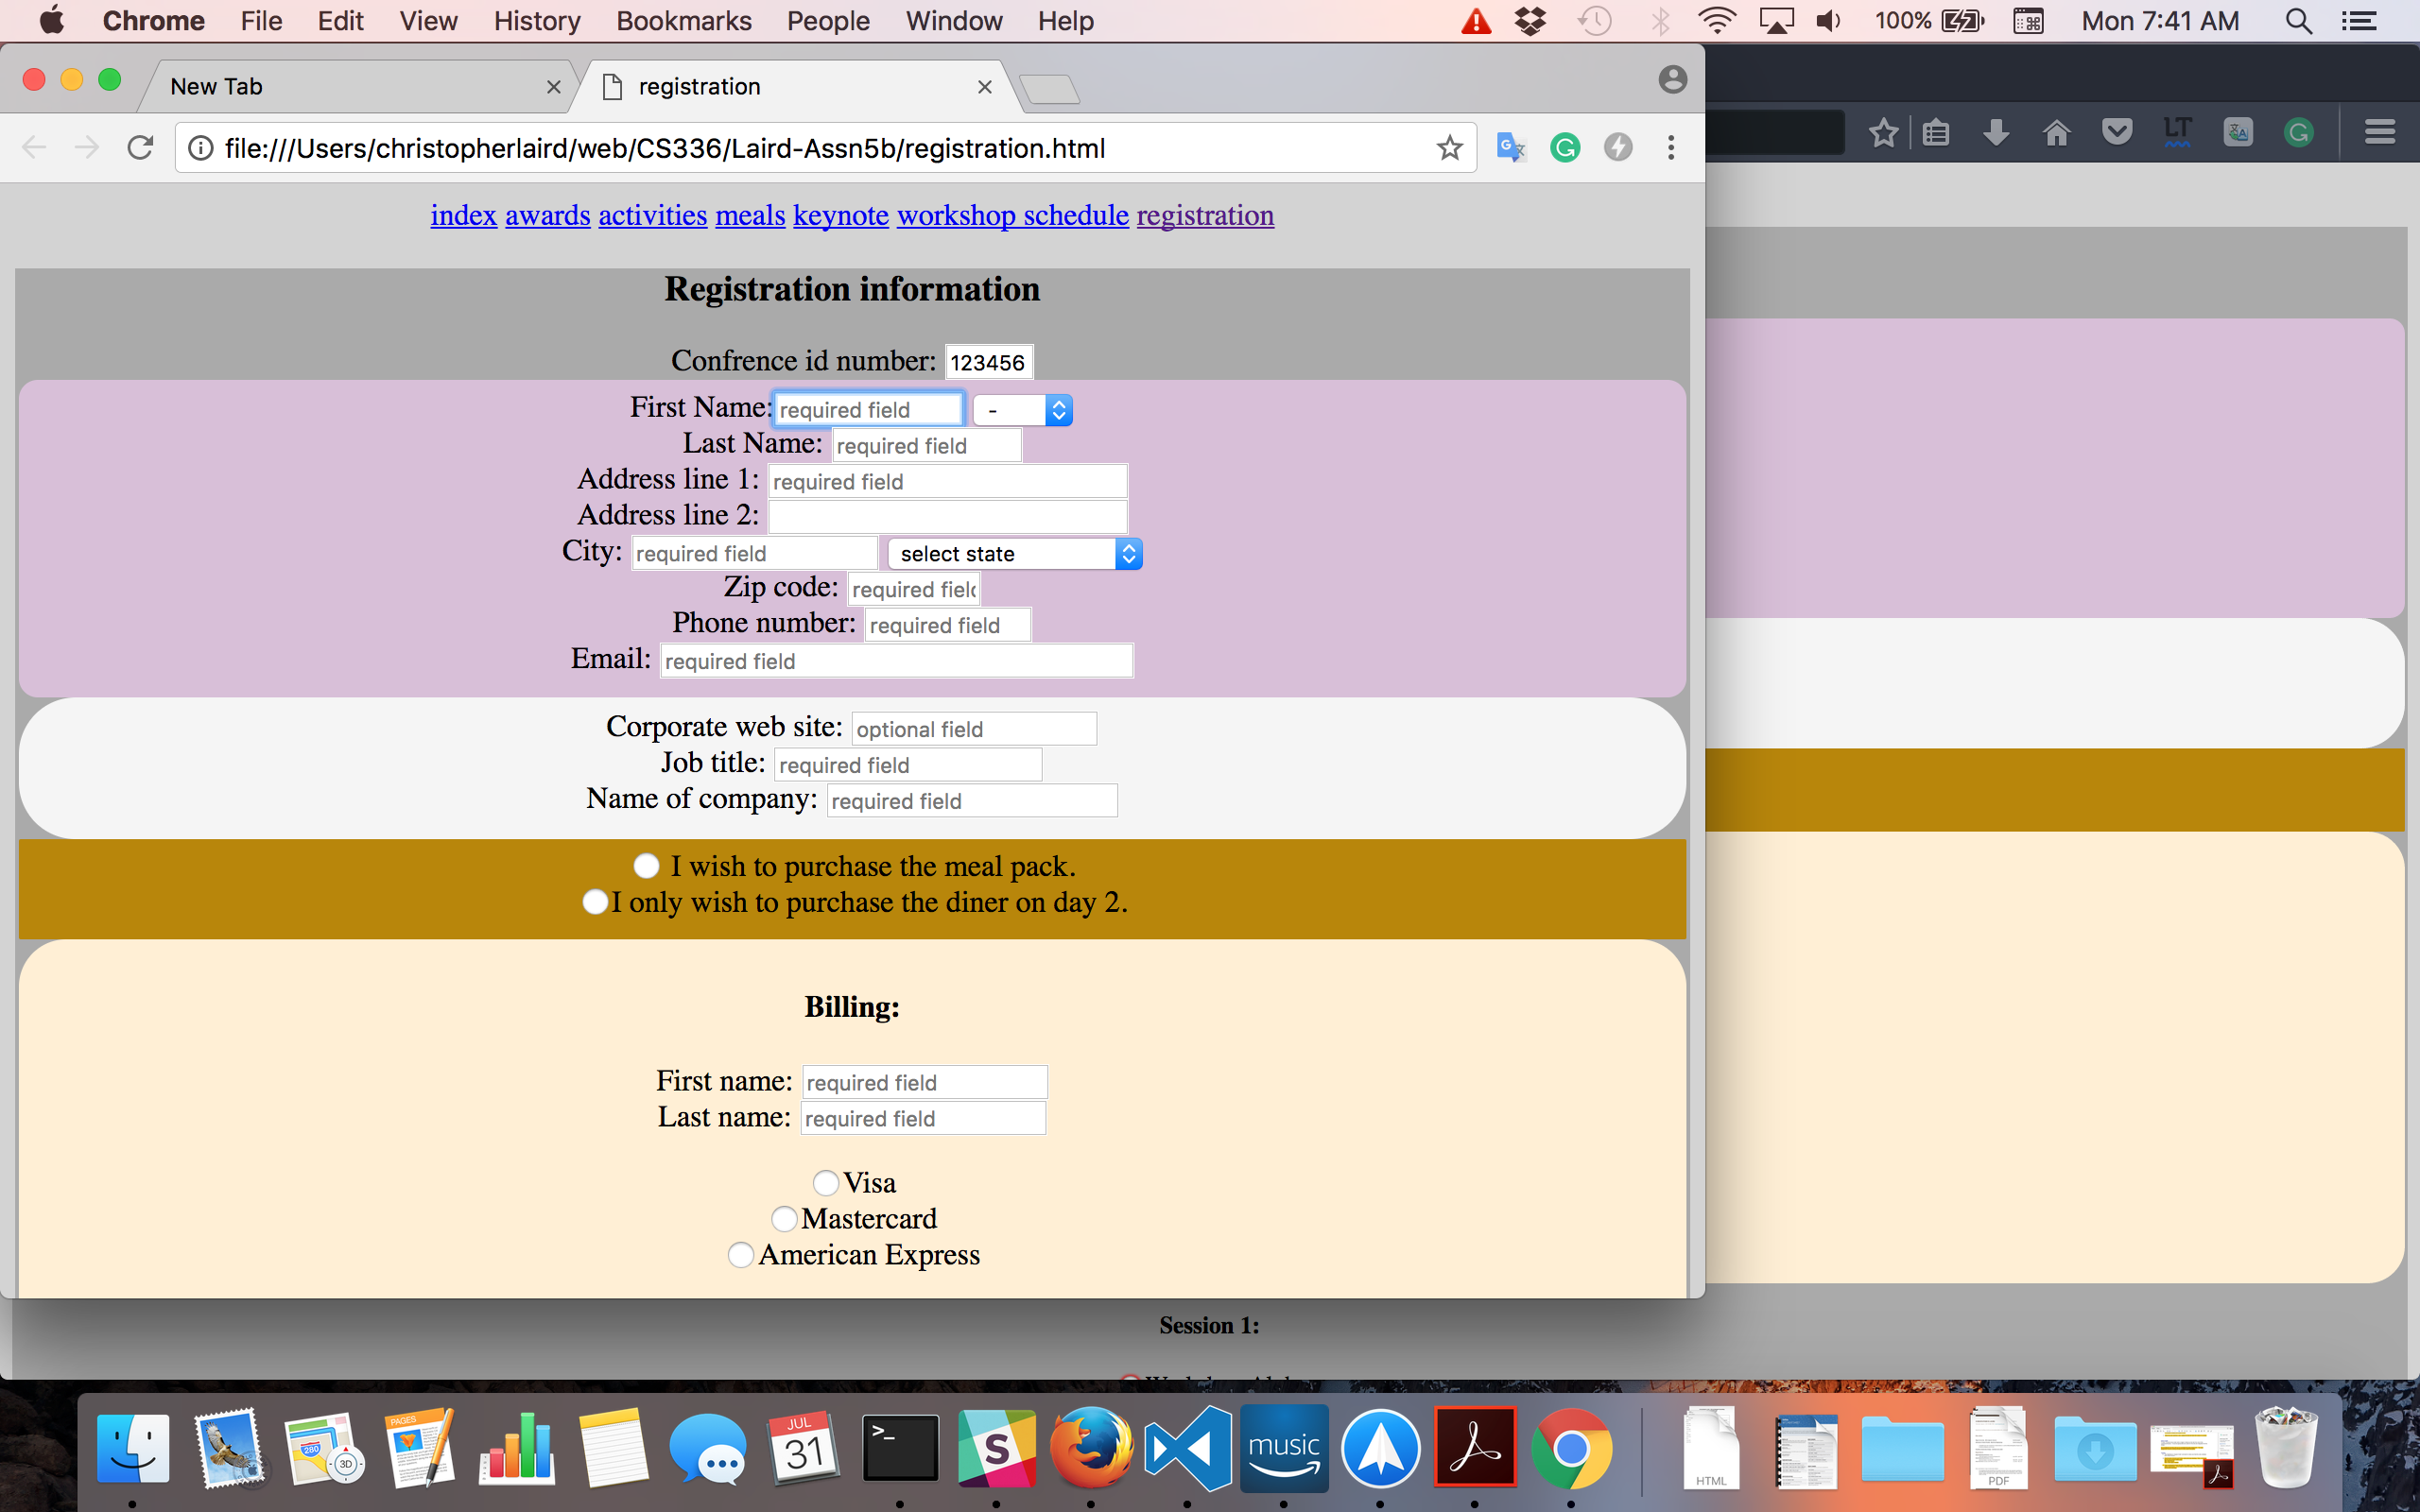 Chrome File Edit View History Bookmarks People Window Help 100% Mon 7:41 AM
New Tab registration
file:///Users/christopherlaird/web/CS336/Laird-Assn5b/registration.html
LT
index awards activities meals keynote workshop schedule registration
Registration information
Confrence id number: 123456
First Name: required field -
Last Name: required field
Address line 1: required field
Address line 2:
City: required field select state
Zip code: required field
Phone number: required field
Email: required field
Corporate web site: optional field
Job title: required field
Name of company: required field
I wish to purchase the meal pack.
I only wish to purchase the diner on day 2.
Billing:
First name: required field
Last name: required field
Visa
Mastercard
American Express
Session 1:
280 3D PAGES JUL 31 >_ S music HTML PDF